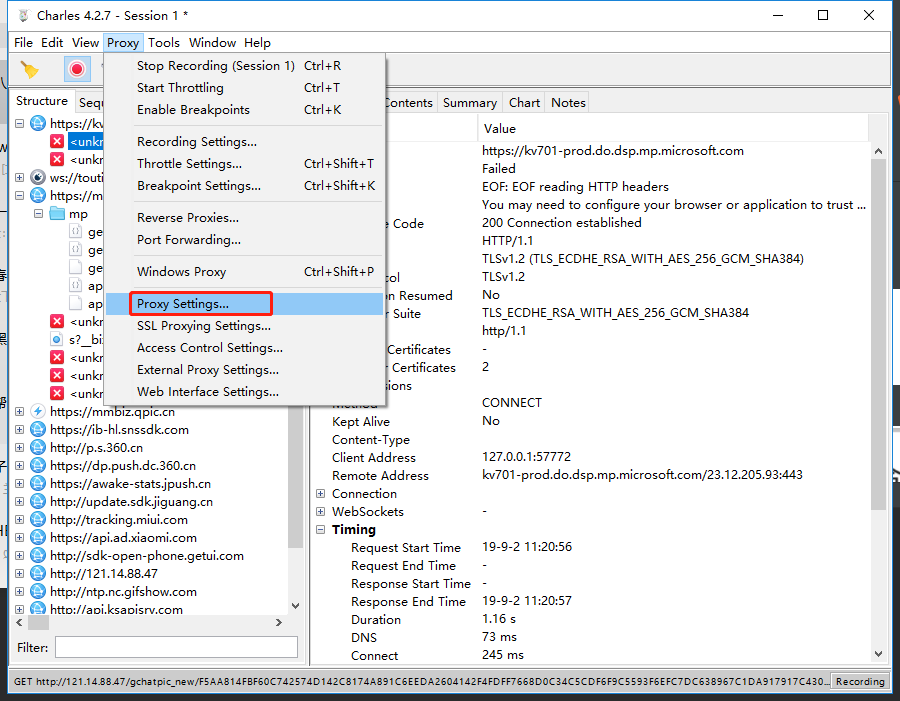 Charles 4.2.7 - Session 1 *
File Edit View Proxy Tools Window Help
Stop Recording (Session 1) Ctrl+R
Start Throttling Ctrl+T
Enable Breakpoints Ctrl+K
Recording Settings...
Throttle Settings... Ctrl+Shift+T
Breakpoint Settings... Ctrl+Shift+K
Reverse Proxies...
Port Forwarding...
Windows Proxy Ctrl+Shift+P
Proxy Settings...
SSL Proxying Settings...
Access Control Settings...
External Proxy Settings...
Web Interface Settings...
Structure Sequ
https://kv
<unkn
<unkn
ws://touti
https://m
mp
ge
ge
ge
ap
ap
<unkn
s?__bi
<unkn
<unkn
<unkn
https://mmbiz.qpic.cn
https://ib-hl.snssdk.com
http://p.s.360.cn
https://dp.push.dc.360.cn
https://awake-stats.jpush.cn
http://update.sdk.jiguang.cn
http://tracking.miui.com
https://api.ad.xiaomi.com
http://sdk-open-phone.getui.com
http://121.14.88.47
http://ntp.nc.gifshow.com
http://api.ksapisrv.com
Filter:
Contents Summary Chart Notes
Value
https://kv701-prod.do.dsp.mp.microsoft.com
Failed
EOF: EOF reading HTTP headers
You may need to configure your browser or application to trust ...
e Code 200 Connection established
HTTP/1.1
TLSv1.2 (TLS_ECDHE_RSA_WITH_AES_256_GCM_SHA384)
col TLSv1.2
on Resumed No
r Suite TLS_ECDHE_RSA_WITH_AES_256_GCM_SHA384
http/1.1
Certificates -
r Certificates 2
sions
Method CONNECT
Kept Alive No
Content-Type
Client Address 127.0.0.1:57772
Remote Address kv701-prod.do.dsp.mp.microsoft.com/23.12.205.93:443
Connection
WebSockets -
Timing
Request Start Time 19-9-2 11:20:56
Request End Time -
Response Start Time -
Response End Time 19-9-2 11:20:57
Duration 1.16 s
DNS 73 ms
Connect 245 ms
GET http://121.14.88.47/gchatpic_new/F5AA814FBF60C742574D142C8174A891C6EEDA2604142F4FDFF7668D0C34C5CDF6F9C5593F6EFC7DC638967C1DA917917C430... Recording